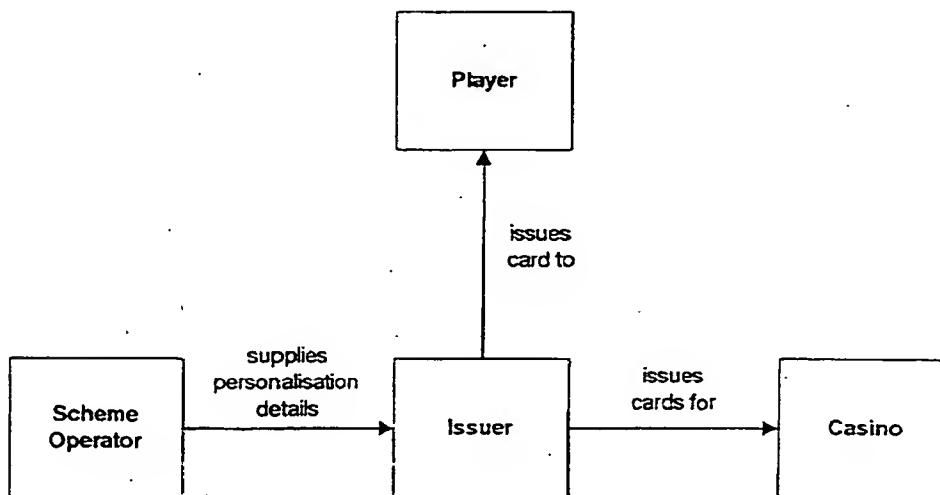 Player
issues
card to
supplies
personalisation
details
issues
cards for
Scheme
Operator
Issuer
Casino